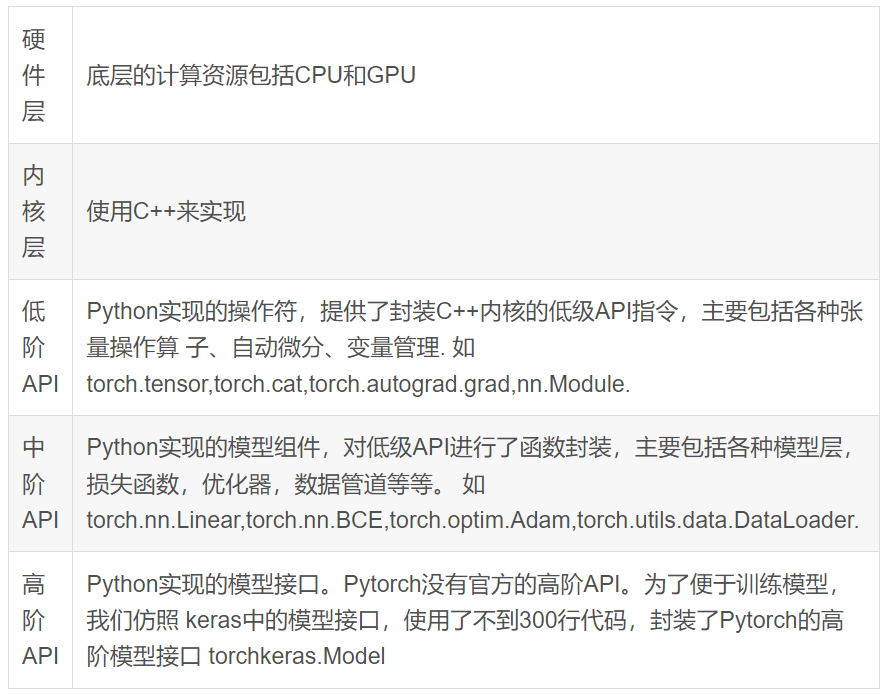 硬
件
层
底层的计算资源包括CPU和GPU
内
核
层
使用C++来实现
低
阶
API
Python实现的操作符，提供了封装C++内核的低级API指令，主要包括各种张
量操作算 子、自动微分、变量管理. 如
torch.tensor,torch.cat,torch.autograd.grad,nn.Module.
中
阶
API
Python实现的模型组件，对低级API进行了函数封装，主要包括各种模型层，
损失函数，优化器，数据管道等等。 如
torch.nn.Linear,torch.nn.BCE,torch.optim.Adam,torch.utils.data.DataLoader.
高
阶
API
Python实现的模型接口。Pytorch没有官方的高阶API。为了便于训练模型，
我们仿照 keras中的模型接口，使用了不到300行代码，封装了Pytorch的高
阶模型接口 torchkeras.Model